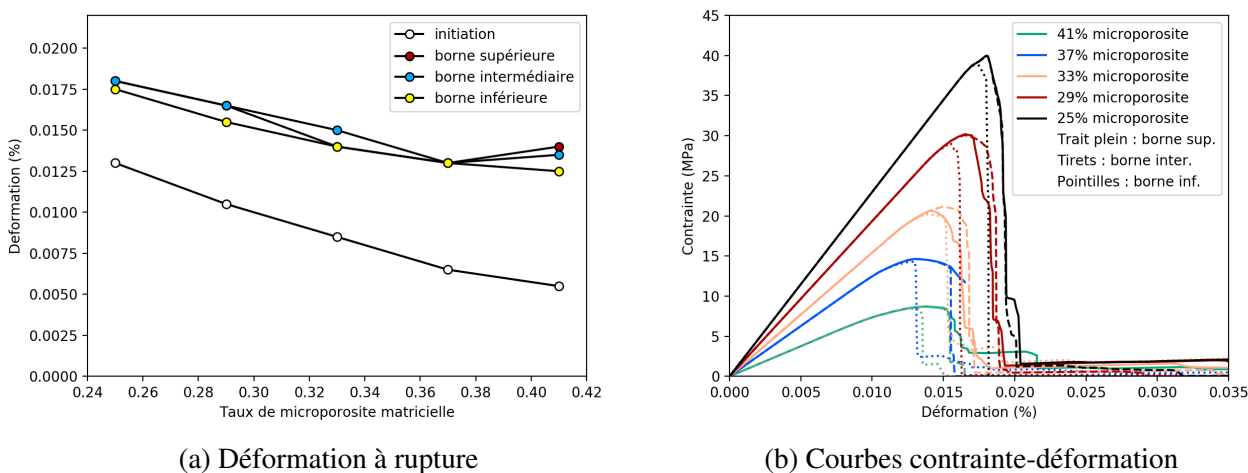 0.0200
0.0175
0.0150
0.0125
0.0100
0.0075
0.0050
0.0025
0.0000
Deformation (%)
initiation
borne supérieure
borne intermédiaire
borne inférieure
0.24 0.26 0.28 0.30 0.32 0.34 0.36 0.38 0.40 0.42
Taux de microporosite matricielle
(a) Déformation à rupture
45
40
35
30
25
20
15
10
5
0
Contrainte (MPa)
41% microporosite
37% microporosite
33% microporosite
29% microporosite
25% microporosite
Trait plein : borne sup.
Tirets : borne inter.
Pointilles : borne inf.
0.000 0.005 0.010 0.015 0.020 0.025 0.030 0.035
Déformation (%)
(b) Courbes contrainte-déformation